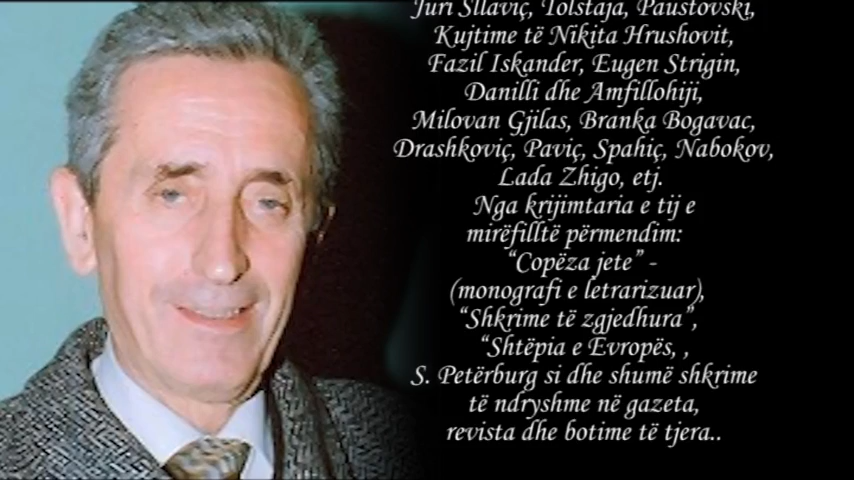 Juri Sllaviç, Tolstaja, Paustovski,
Kujtime të Nikita Hrushovit,
Fazil Iskander, Eugen Strigin,
Danilli dhe Amfillohiji,
Milovan Gjilas, Branka Bogavac,
Drashkoviç, Paviç, Spahiç, Nabokov,
Lada Zhigo, etj.
Nga krijimtaria e tij e
mirëfilltë përmendim:
“Copëza jete” -
(monografi e letrarizuar),
“Shkrime të zgjedhura”,
“Shtëpia e Evropës, ,
S. Petërburg si dhe shumë shkrime
të ndryshme në gazeta,
revista dhe botime të tjera..